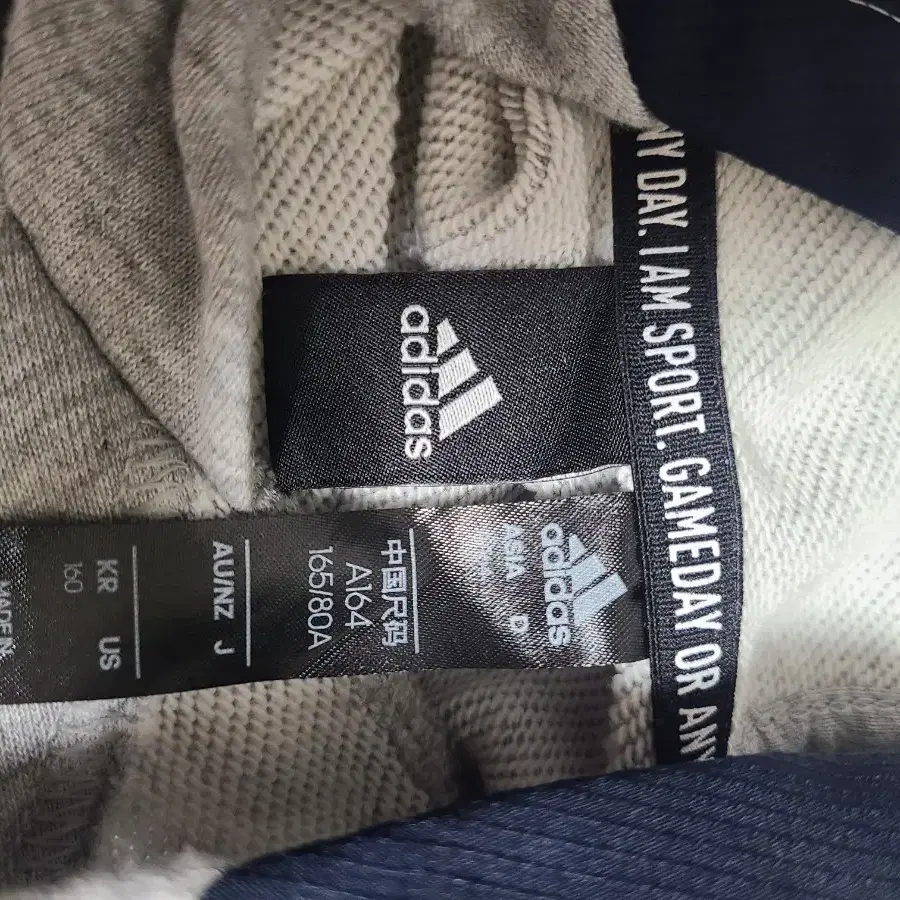 NY DAY. I AM SPORT. GAMEDAY OR ANY
adidas
adidas
ASIA D
中国尺码
A164
165/80A
AU/NZ J
KR US
160